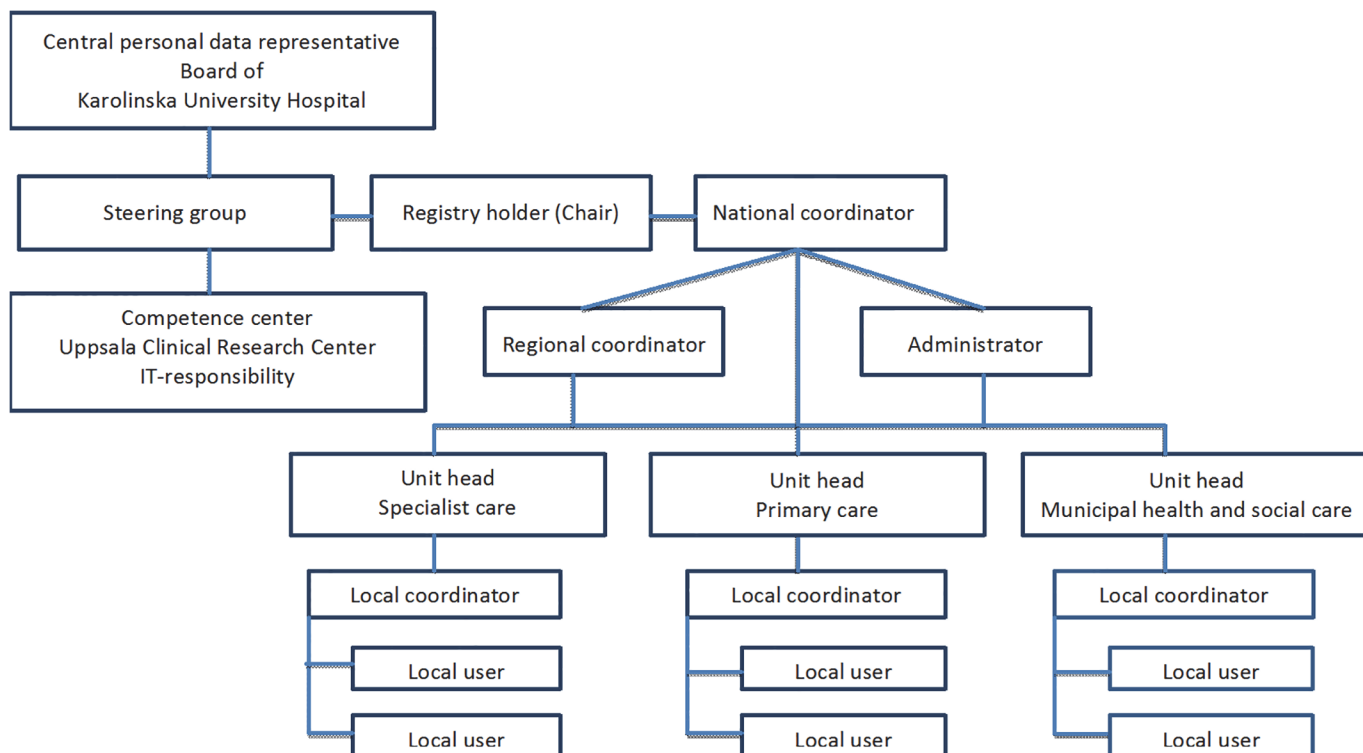 Central personal data representative
Board of
Karolinska University Hospital
Steering group
Registry holder (Chair)
National coordinator
Competence center
Uppsala Clinical Research Center
IT-responsibility
Regional coordinator
Administrator
Unit head
Specialist care
Unit head
Primary care
Unit head
Municipal health and social care
Local coordinator
Local coordinator
Local coordinator
Local user
Local user
Local user
Local user
Local user
Local user